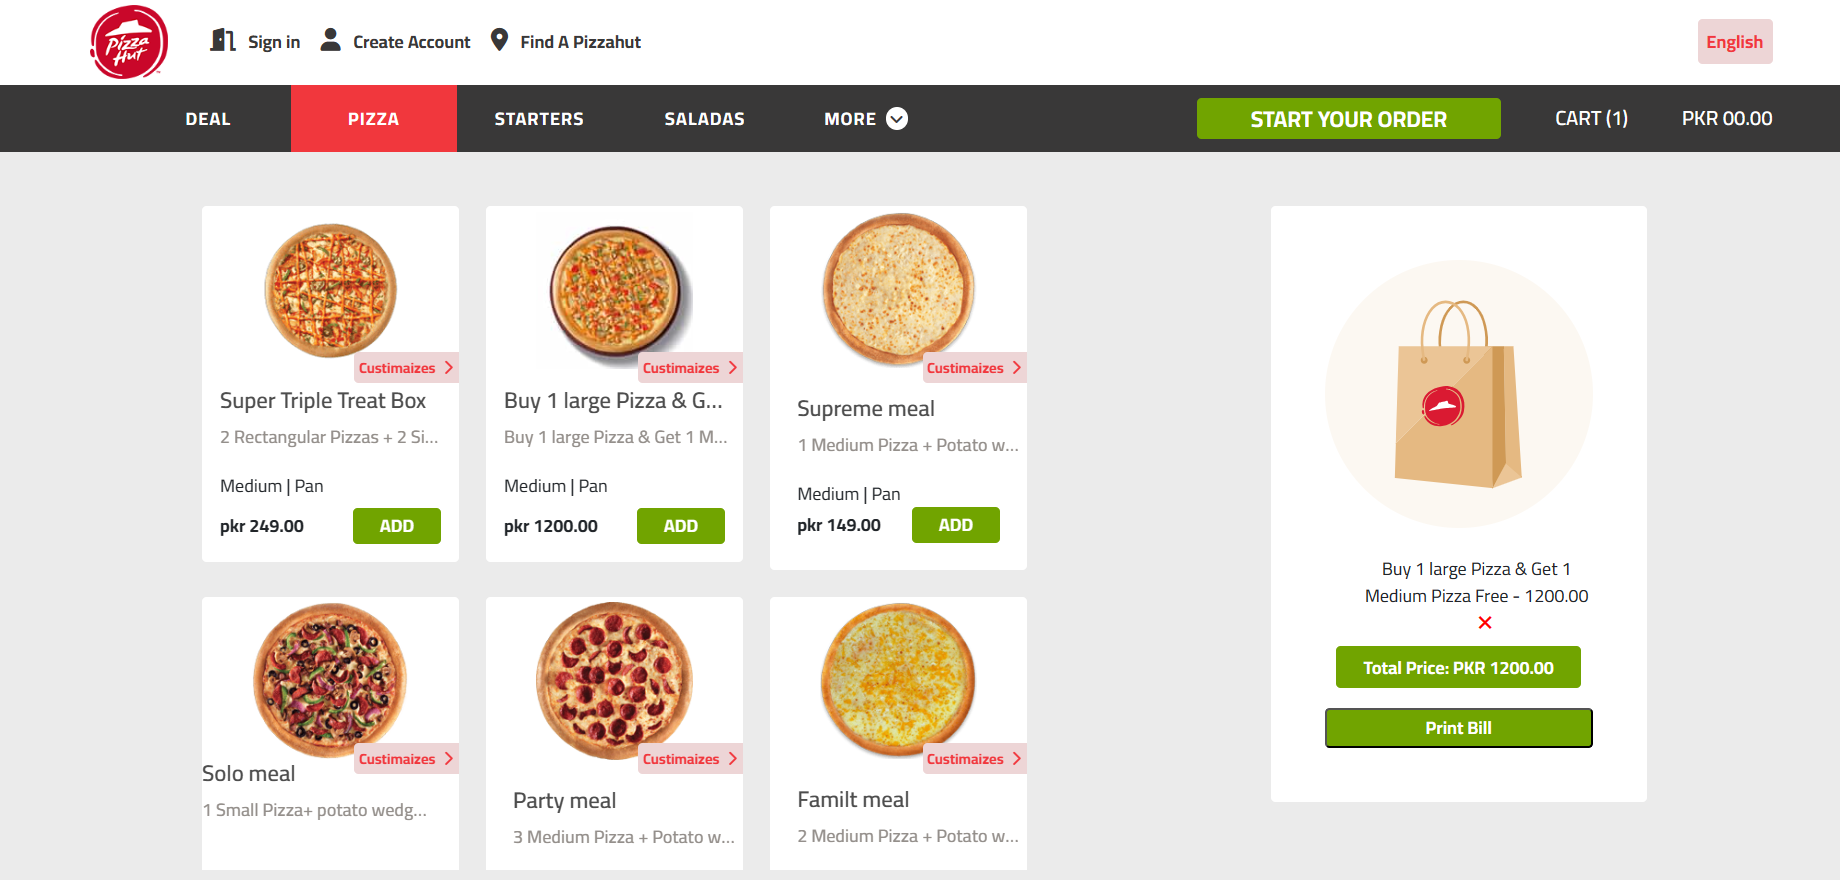 Pizza
Hut
Sign in
Create Account
Find A Pizzahut
English
DEAL
PIZZA
STARTERS
SALADAS
MORE
START YOUR ORDER
CART (1)
PKR 00.00
Custimaizes
Super Triple Treat Box
2 Rectangular Pizzas + 2 Si...
Medium | Pan
pkr 249.00
ADD
Custimaizes
Buy 1 large Pizza & G...
Buy 1 large Pizza & Get 1 M...
Medium | Pan
pkr 1200.00
ADD
Custimaizes
Supreme meal
1 Medium Pizza + Potato w...
Medium | Pan
pkr 149.00
ADD
Custimaizes
Solo meal
1 Small Pizza+ potato wedg...
Custimaizes
Party meal
3 Medium Pizza + Potato w...
Custimaizes
Familt meal
2 Medium Pizza + Potato w...
Buy 1 large Pizza & Get 1
Medium Pizza Free - 1200.00
Total Price: PKR 1200.00
Print Bill